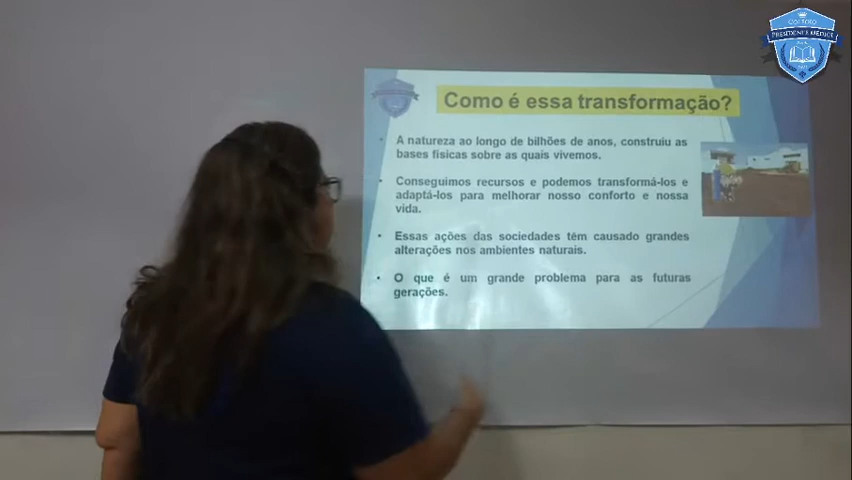 COLÉGIO
PRESIDENTE MÉDICI
Como é essa transformação?
A natureza ao longo de bilhões de anos, construiu as
bases físicas sobre as quais vivemos.
Conseguimos recursos e podemos transformá-los e
adaptá-los para melhorar nosso conforto e nossa
vida.
Essas ações das sociedades têm causado grandes
alterações nos ambientes naturais.
O que é um grande problema para as futuras
gerações.